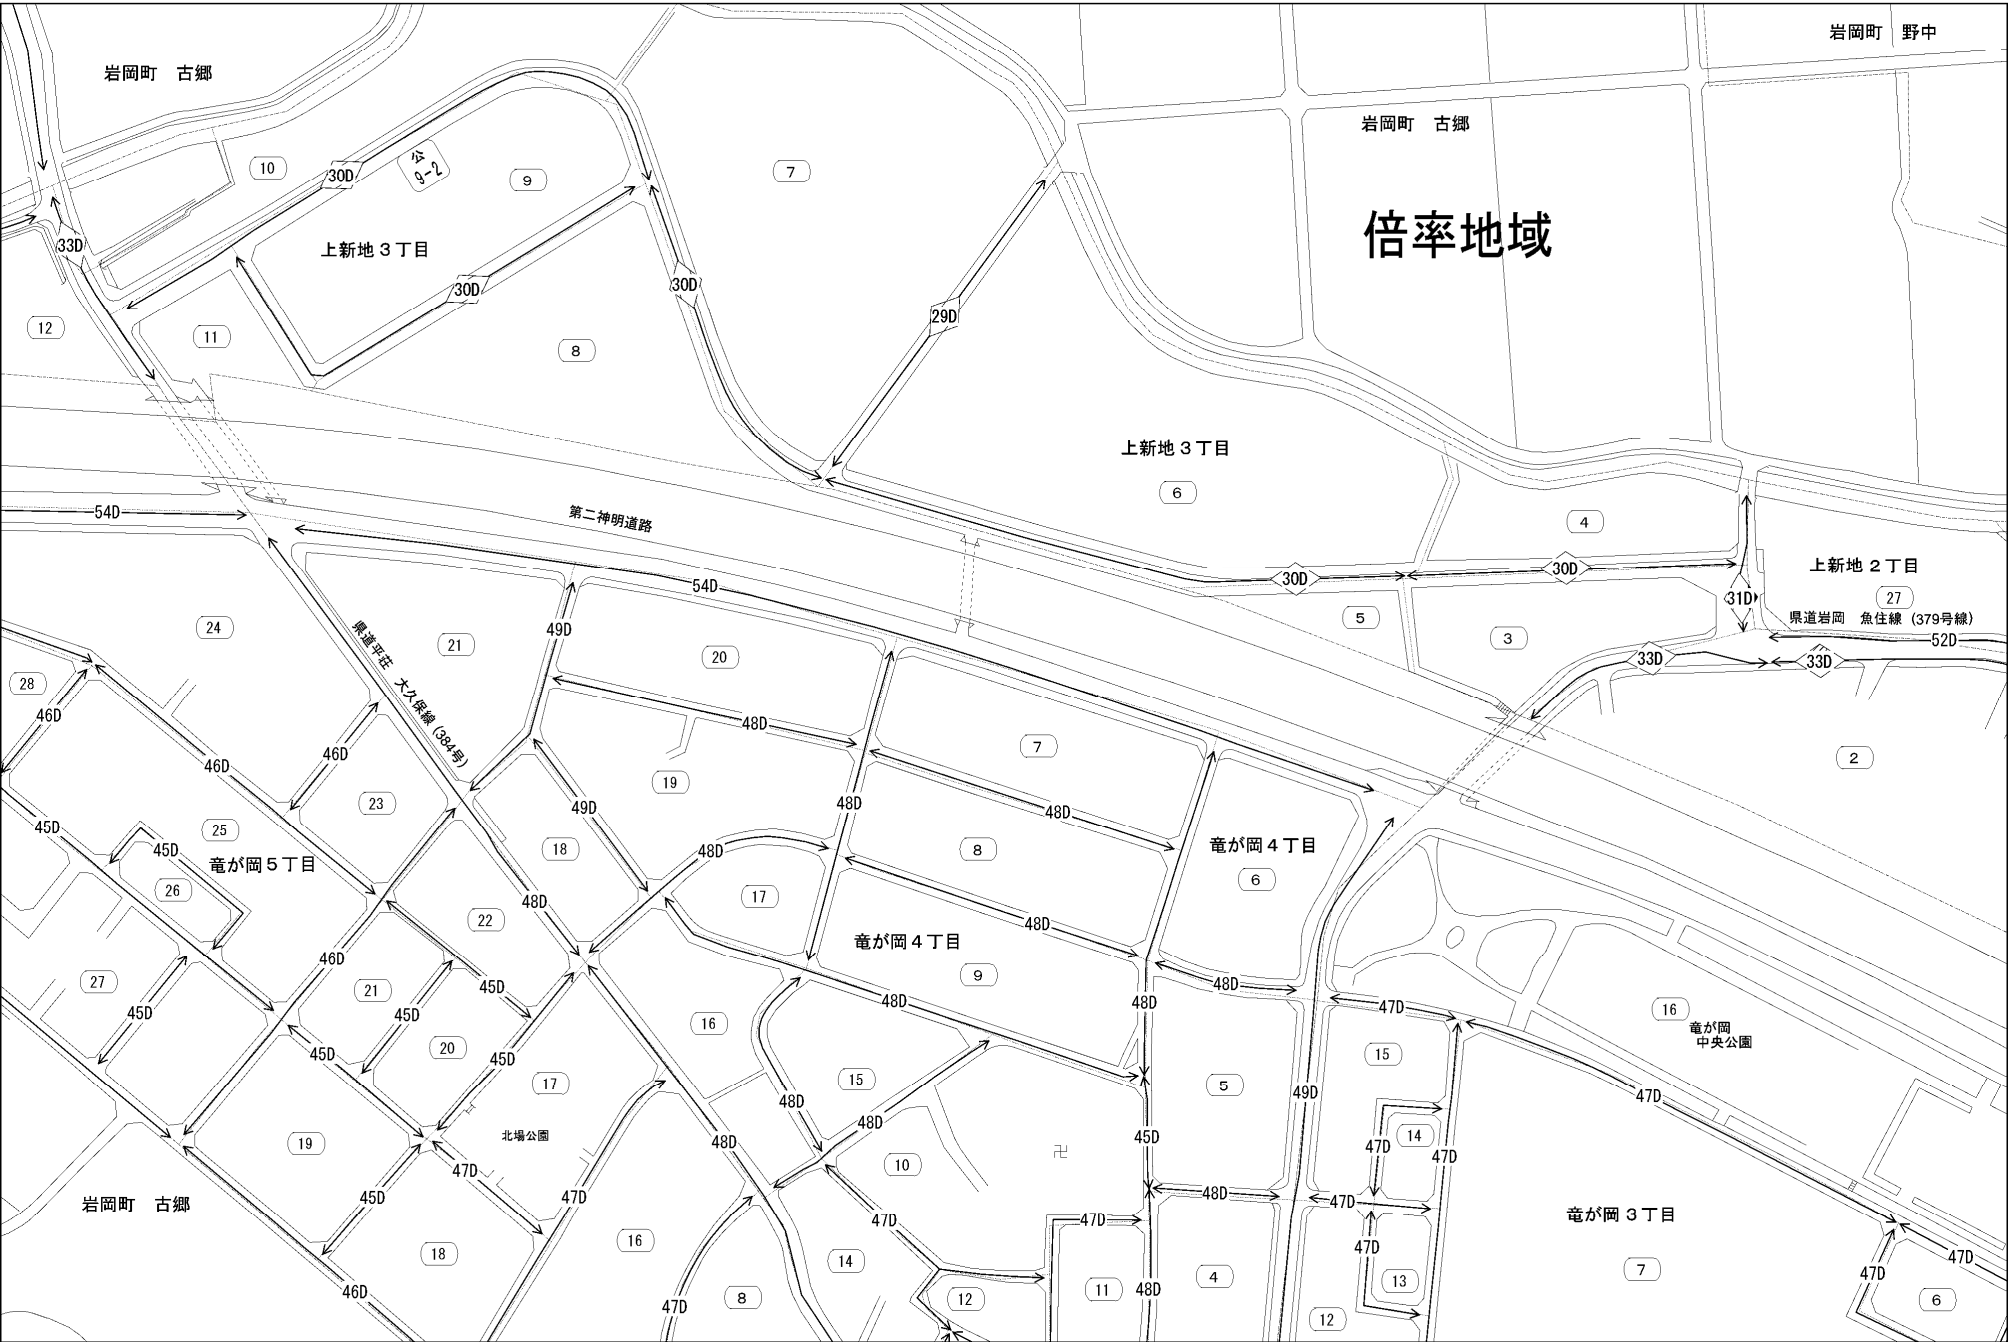 岩岡町　野中
岩岡町　古郷
岩岡町　古郷
10
30D
公
9-2
9
7
倍率地域
33D
上新地３丁目
30D
30D
29D
12
11
8
上新地３丁目
6
4
54D
第二神明道路
54D
30D
30D
31D
上新地２丁目
27
県道岩岡　魚住線（379号線）
52D
5
3
33D
33D
24
県道平荘　大久保線（384号）
21
49D
20
28
46D
48D
7
2
46D
46D
19
23
49D
48D
48D
45D
25
45D
竜が岡５丁目
26
18
48D
8
竜が岡４丁目
6
17
48D
22
48D
竜が岡４丁目
9
46D
27
21
45D
48D
48D
48D
47D
45D
45D
16
16
竜が岡
中央公園
45D
20
45D
15
15
17
5
49D
47D
48D
48D
19
北場公園
48D
45D
14
47D
47D
10
47D
45D
47D
48D
47D
岩岡町　古郷
竜が岡３丁目
18
16
47D
47D
47D
14
47D
47D
4
13
7
46D
8
12
11
48D
47D
12
6